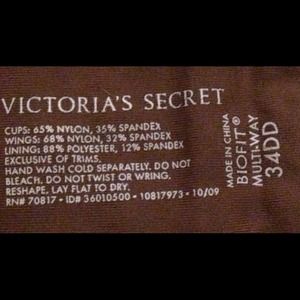 VICTORIA'S SECRET
CUPS: 65% NYLON, 35% SPANDEX
WINGS: 68% NYLON, 32% SPANDEX
LINING: 88% POLYESTER, 12% SPANDEX
EXCLUSIVE OF TRIMS.
HAND WASH COLD SEPARATELY. DO NOT
BLEACH. DO NOT TWIST OR WRING.
RESHAPE, LAY FLAT TO DRY.
RN# 70817 - ID# 36010500 - 10817973 - 10/09
MADE IN CHINA
BIOFIT®
MULTI-WAY
34DD